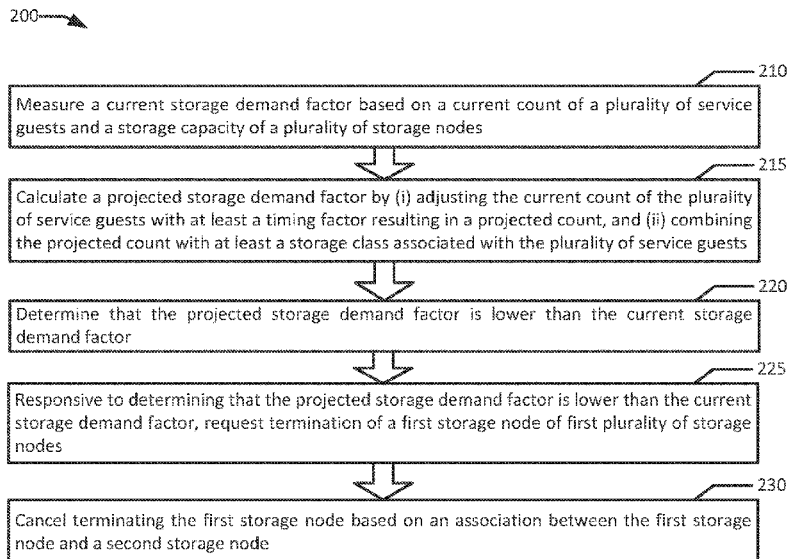 200
210
Measure a current storage demand factor based on a current count of a plurality of service
guests and a storage capacity of a plurality of storage nodes
215
Calculate a projected storage demand factor by (i) adjusting the current count of the plurality
of service guests with at least a timing factor resulting in a projected count, and (ii) combining
the projected count with at least a storage class associated with the plurality of service guests
220
Determine that the projected storage demand factor is lower than the current storage
demand factor
225
Responsive to determining that the projected storage demand factor is lower than the current
storage demand factor, request termination of a first storage node of first plurality of storage
nodes
230
Cancel terminating the first storage node based on an association between the first storage
node and a second storage node